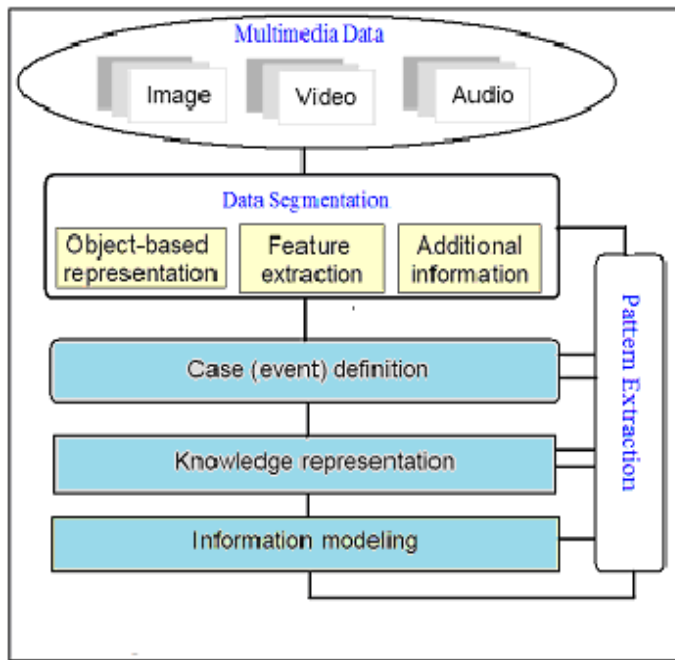 Multimedia Data
Image
Video
Audio
Data Segmentation
Object-based
representation
Feature
extraction
Additional
information
Case (event) definition
Knowledge representation
Information modeling
Pattern Extraction